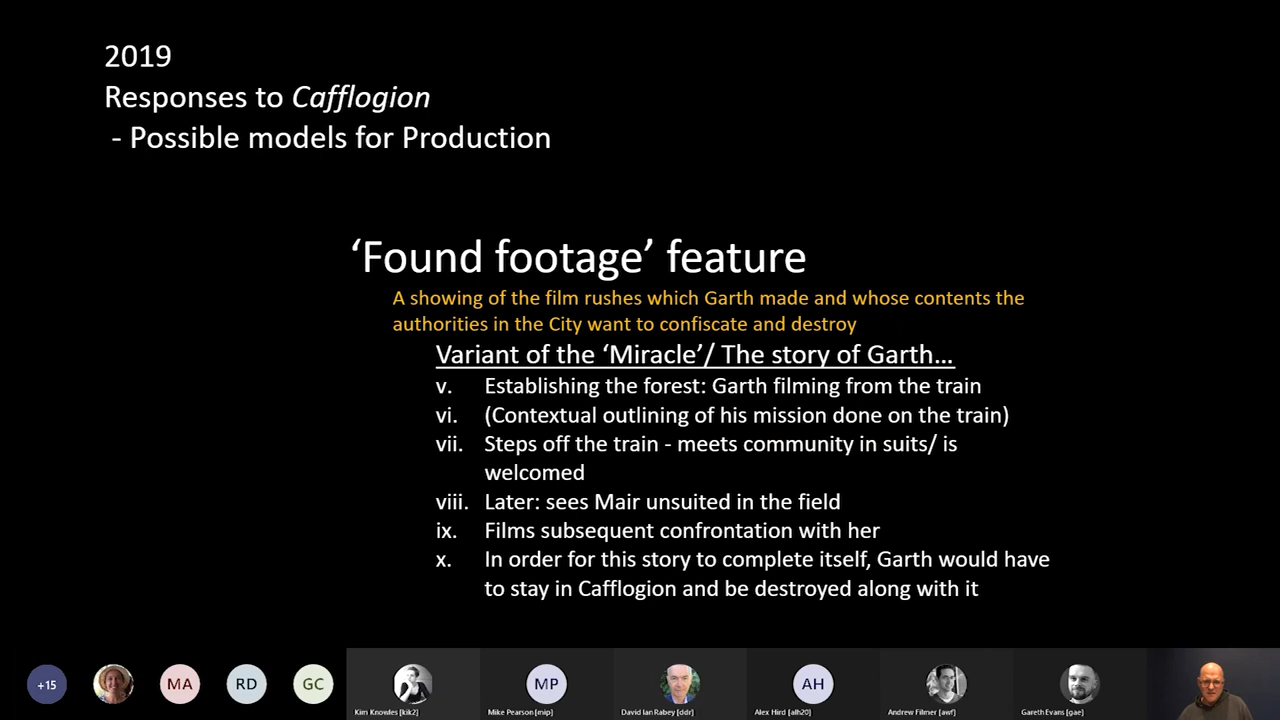 2019
Responses to Cafflogion
- Possible models for Production
‘Found footage’ feature
A showing of the film rushes which Garth made and whose contents the
authorities in the City want to confiscate and destroy
Variant of the ‘Miracle’/ The story of Garth…
v. Establishing the forest: Garth filming from the train
vi. (Contextual outlining of his mission done on the train)
vii. Steps off the train - meets community in suits/ is
welcomed
viii. Later: sees Mair unsuited in the field
ix. Films subsequent confrontation with her
x. In order for this story to complete itself, Garth would have
to stay in Cafflogion and be destroyed along with it
+15 MA RD GC MP AH
Kim Knowles [kik2] Mike Pearson [mip] David Ian Rabey [ddr] Alex Hird [alh20] Andrew Filmer [awf] Gareth Evans [gae]